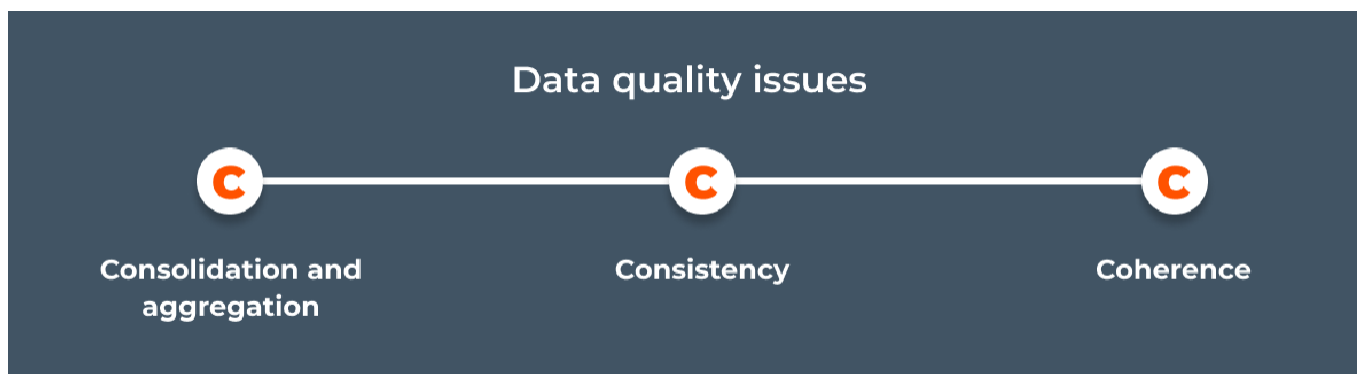 Data quality issues
C
C
C
Consolidation and
aggregation
Consistency
Coherence